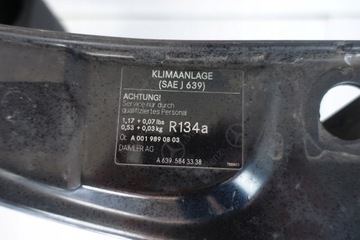 KLIMAANLAGE
(SAE J 639)
ACHTUNG!
Service nur durch
qualifiziertes Personal
1,17 + 0,07 lbs
0,53 + 0,03 kg R134a
ÖL A 001 989 08 03
DAIMLER AG
A 639 584 33 38